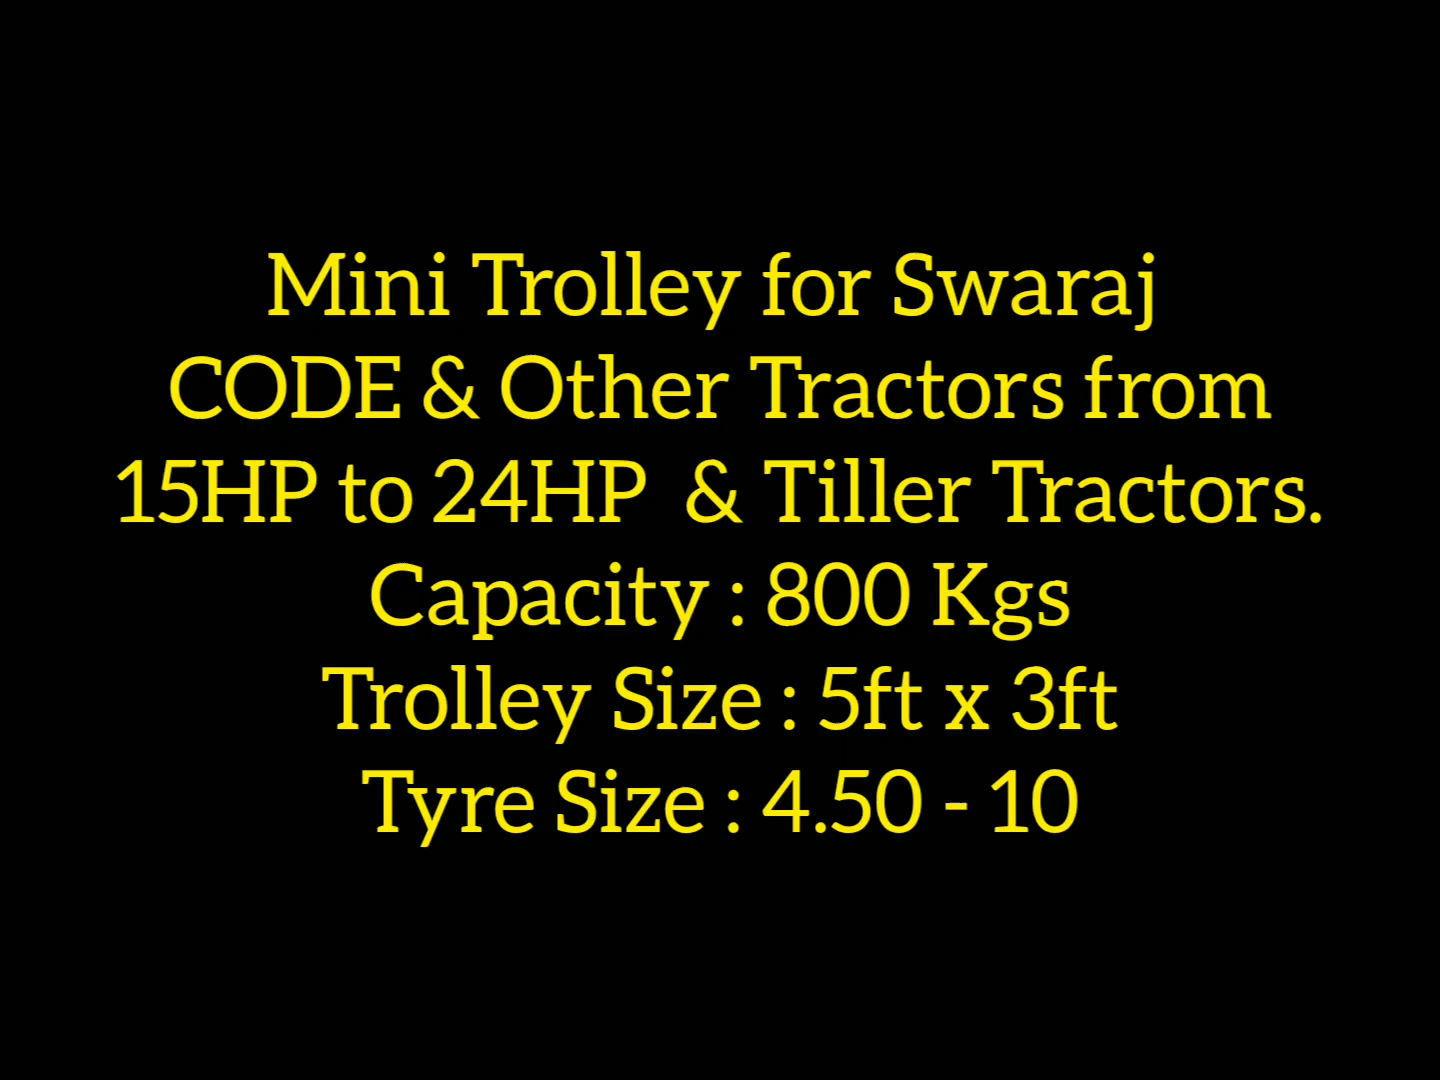 Mini Trolley for Swaraj
CODE & Other Tractors from
15HP to 24HP & Tiller Tractors.
Capacity : 800 Kgs
Trolley Size : 5ft x 3ft
Tyre Size : 4.50 - 10